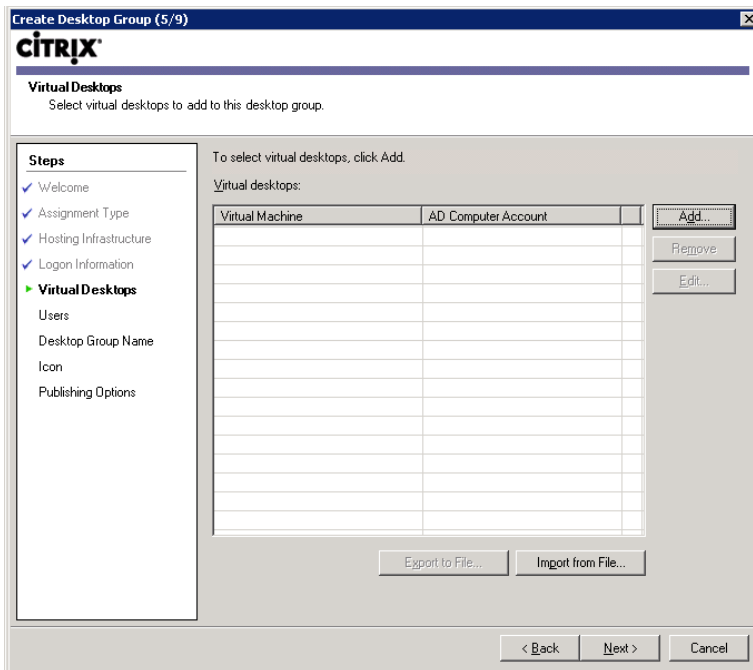 Create Desktop Group (5/9)
CİTRIX
Virtual Desktops
Select virtual desktops to add to this desktop group.
Steps
Welcome
Assignment Type
Hosting Infrastructure
Logon Information
Virtual Desktops
Users
Desktop Group Name
Icon
Publishing Options
To select virtual desktops, click Add.
Virtual desktops:
Virtual Machine AD Computer Account
Add...
Remove
Edit...
Export to File... Import from File...
< Back Next > Cancel